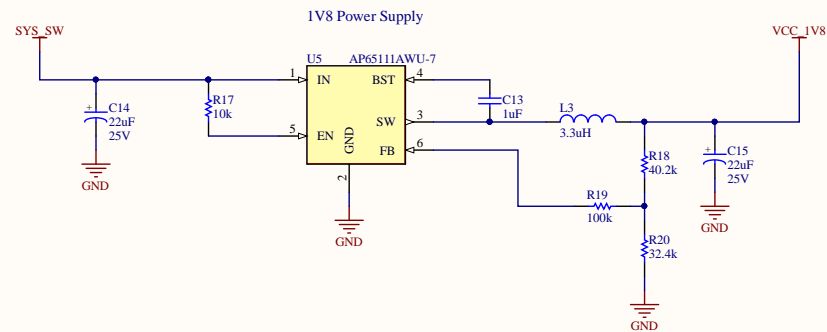 1V8 Power Supply
SYS_SW
VCC_1V8
U5
AP65111AWU-7
1
IN
BST
4
C14
22uF
25V
R17
10k
C13
1uF
SW
3
L3
3.3uH
5
EN
GND
FB
6
2
R18
40.2k
C15
22uF
25V
R19
100k
R20
32.4k
GND
GND
GND
GND
+
+